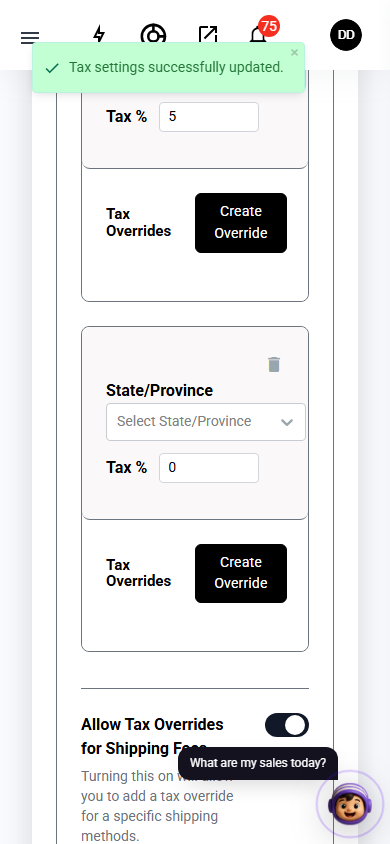 75
DD
Tax settings successfully updated.
×
Tax %
5
Tax
Overrides
Create
Override
State/Province
Select State/Province
Tax %
0
Tax
Overrides
Create
Override
Allow Tax Overrides
for Shipping Fees
What are my sales today?
Turning this on will allow
you to add a tax override
for a specific shipping
methods.